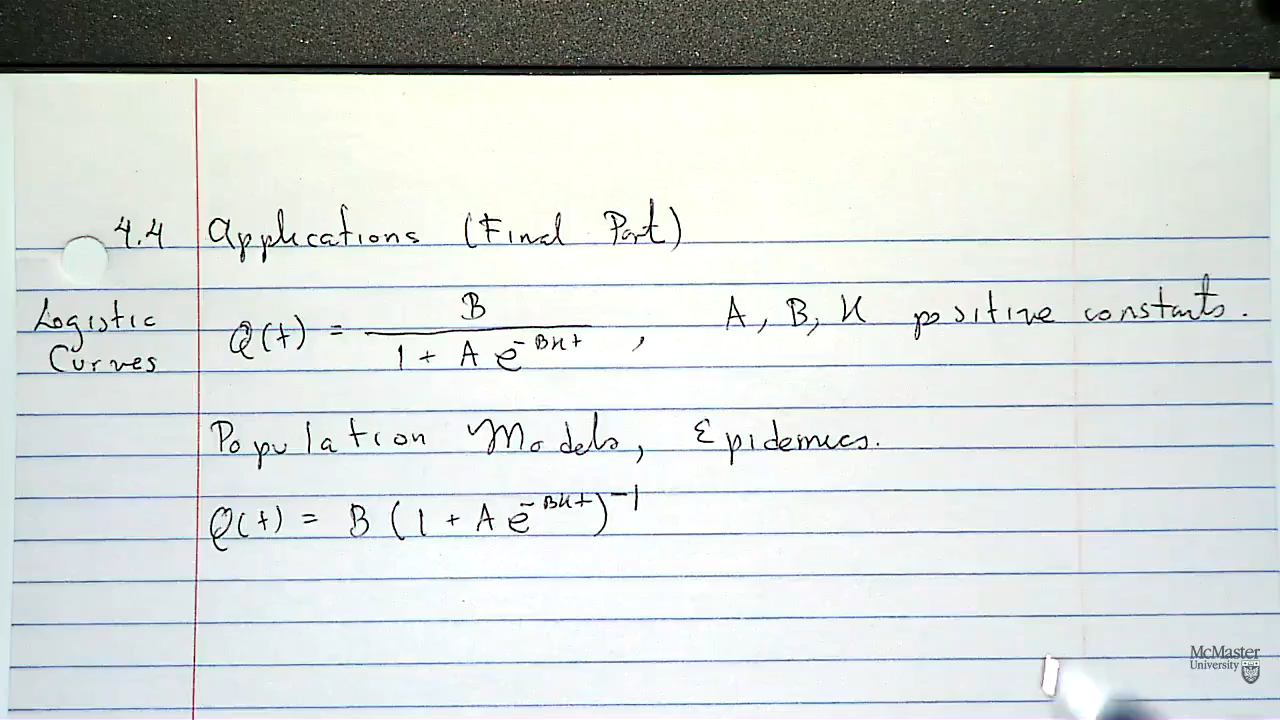 4.4 Applications (Final Part)
Logistic Curves
Q(t) = B / (1 + A e^{-Bkt}) , A, B, K positive constants.
Population Models, Epidemics.
Q(t) = B (1 + A e^{-Bkt})^{-1}
McMaster
University